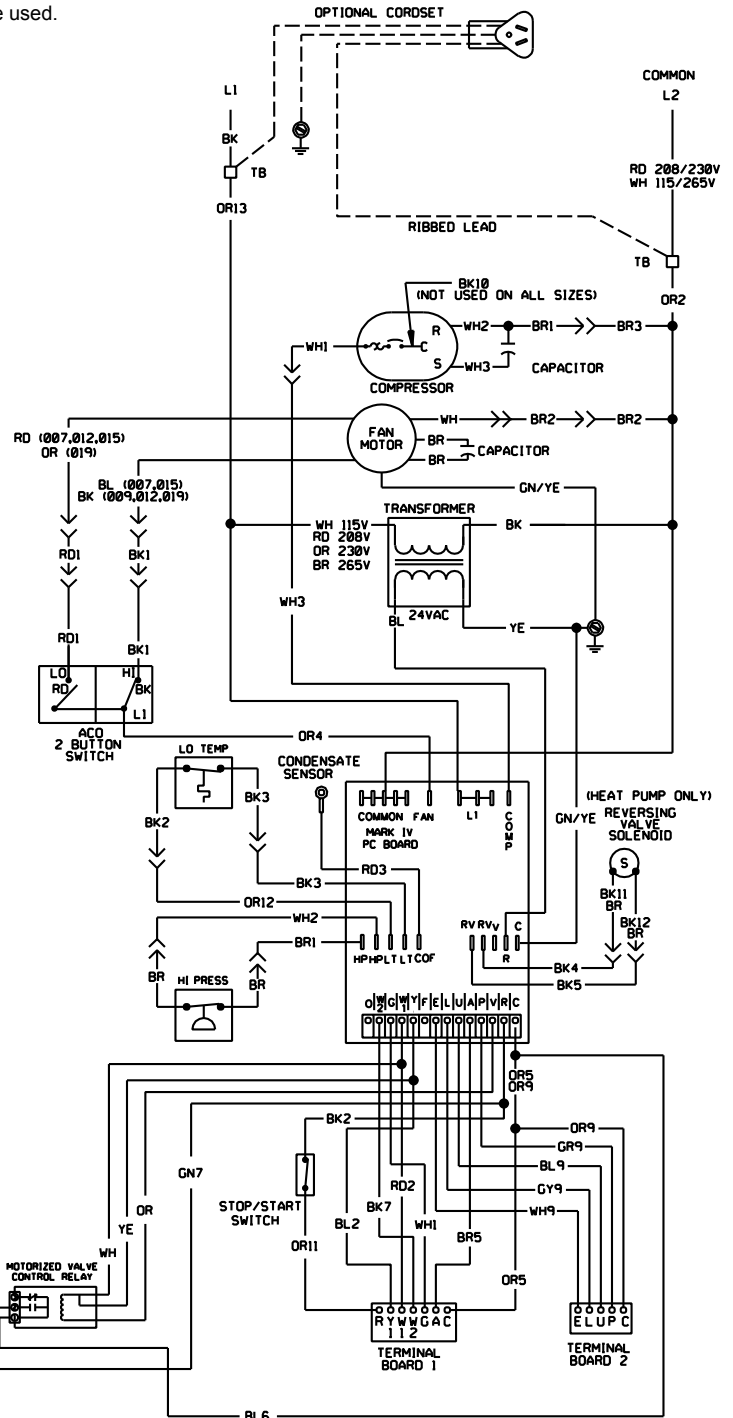 e used.
OPTIONAL CORDSET
L1
COMMON
L2
BK
TB
RD 208/230V
WH 115/265V
OR13
RIBBED LEAD
TB
BK10
(NOT USED ON ALL SIZES)
OR2
R
WH2
BR1
BR3
WH1
C
S
WH3
CAPACITOR
COMPRESSOR
RD (007,012,015)
OR (019)
FAN
MOTOR
WH
BR2
BR2
BR
BR
CAPACITOR
BL (007,015)
BK (009,012,019)
GN/YE
TRANSFORMER
WH 115V
RD 208V
OR 230V
BR 265V
BK
RD1
BK1
WH3
24VAC
BL
YE
RD1
BK1
LO
HI
RD
BK
L1
ACO
2 BUTTON
SWITCH
OR4
LO TEMP
CONDENSATE
SENSOR
BK2
BK3
COMMON
FAN
L1
COMP
MARK IV
PC BOARD
GN/YE
(HEAT PUMP ONLY)
REVERSING
VALVE
SOLENOID
S
RD3
BK3
BK11
BR
OR12
BK12
BR
WH2
RV RV V C
R
BR1
HP HP LT LT COF
BK4
BK5
BR
BR
HI PRESS
O W2 G W1 Y F E L U A P V R C
OR5
OR9
BK2
OR9
GR9
BL9
GY9
WH9
GN7
STOP/START
SWITCH
RD2
BK7
BL2
WH1
BR5
OR
YE
WH
OR11
OR5
MOTORIZED VALVE
CONTROL RELAY
R Y W W G A C
1 1 2
TERMINAL
BOARD 1
E L U P C
TERMINAL
BOARD 2
BL6